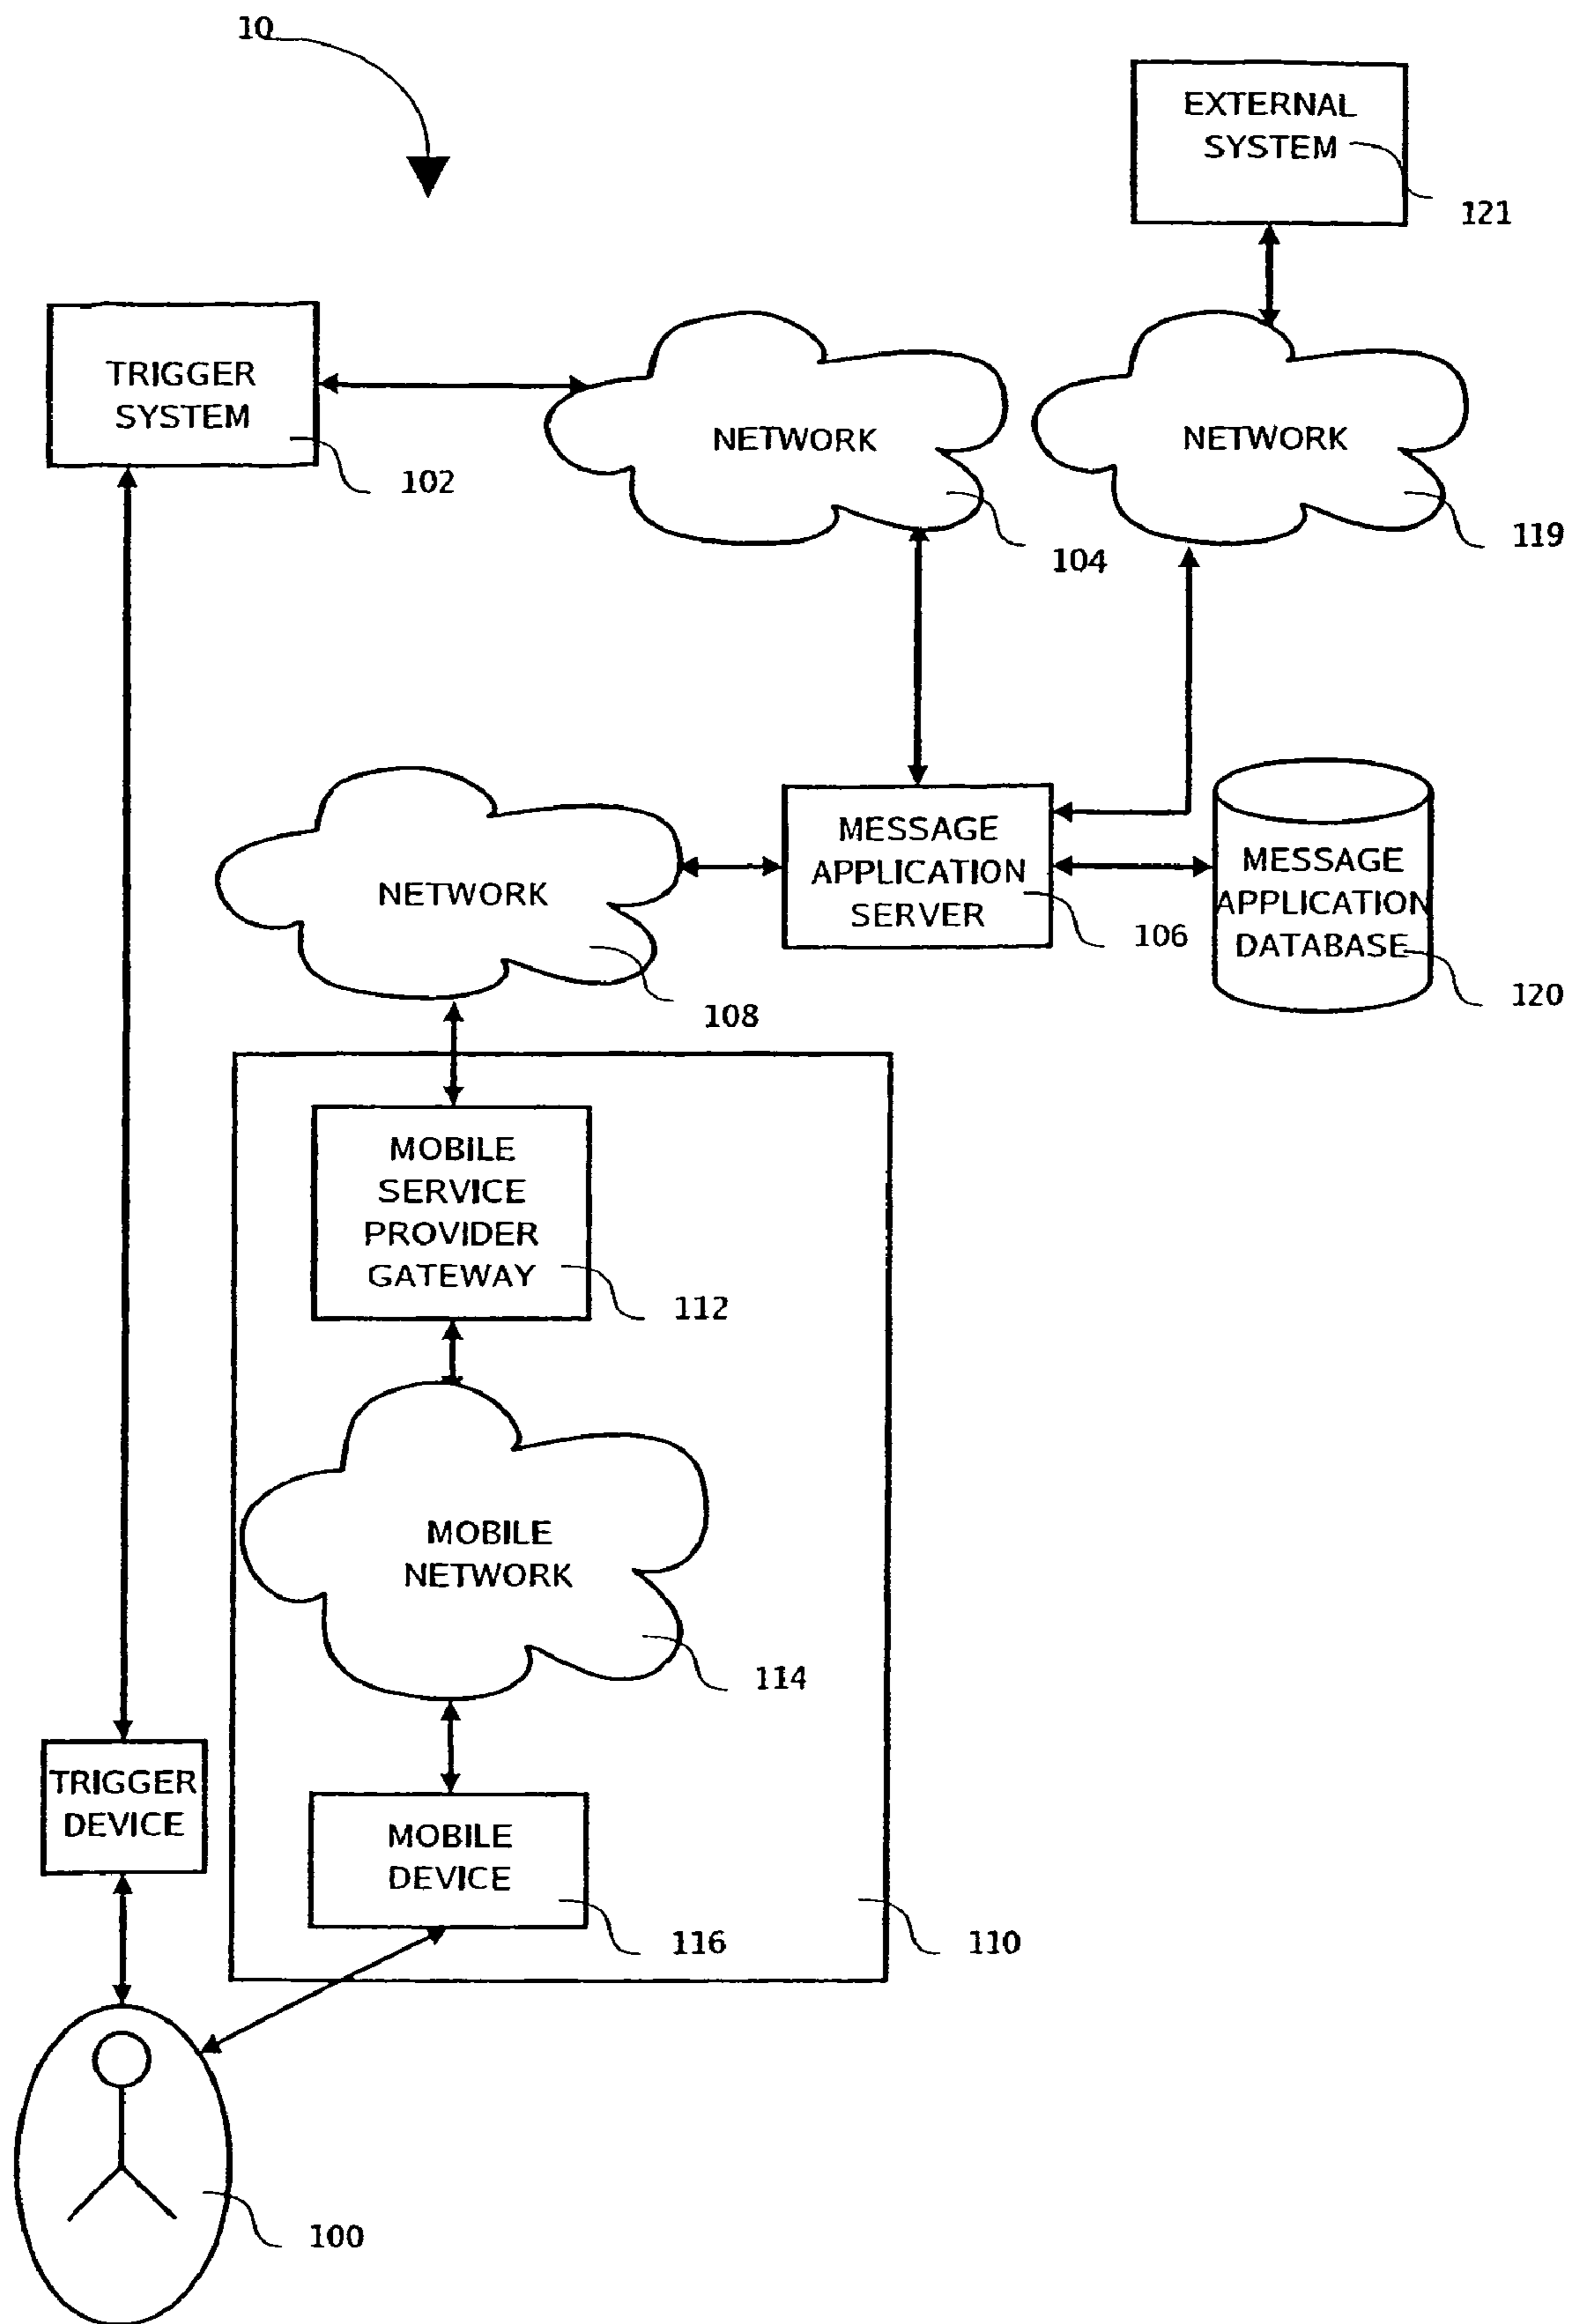 10
EXTERNAL
SYSTEM
121
TRIGGER
SYSTEM
102
NETWORK
104
NETWORK
119
MESSAGE
APPLICATION
SERVER
106
MESSAGE
APPLICATION
DATABASE
120
NETWORK
108
MOBILE
SERVICE
PROVIDER
GATEWAY
112
MOBILE
NETWORK
114
TRIGGER
DEVICE
MOBILE
DEVICE
116
110
100